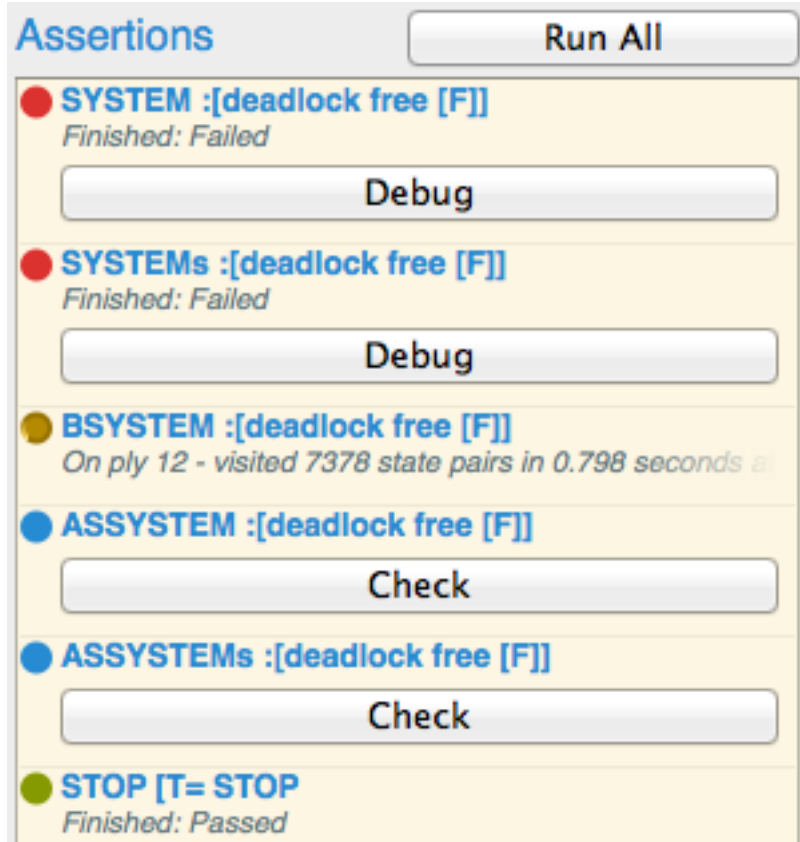 Assertions
Run All
SYSTEM :[deadlock free [F]]
Finished: Failed
Debug
SYSTEMs :[deadlock free [F]]
Finished: Failed
Debug
BSYSTEM :[deadlock free [F]]
On ply 12 - visited 7378 state pairs in 0.798 seconds
ASSYSTEM :[deadlock free [F]]
Check
ASSYSTEMs :[deadlock free [F]]
Check
STOP [T= STOP
Finished: Passed